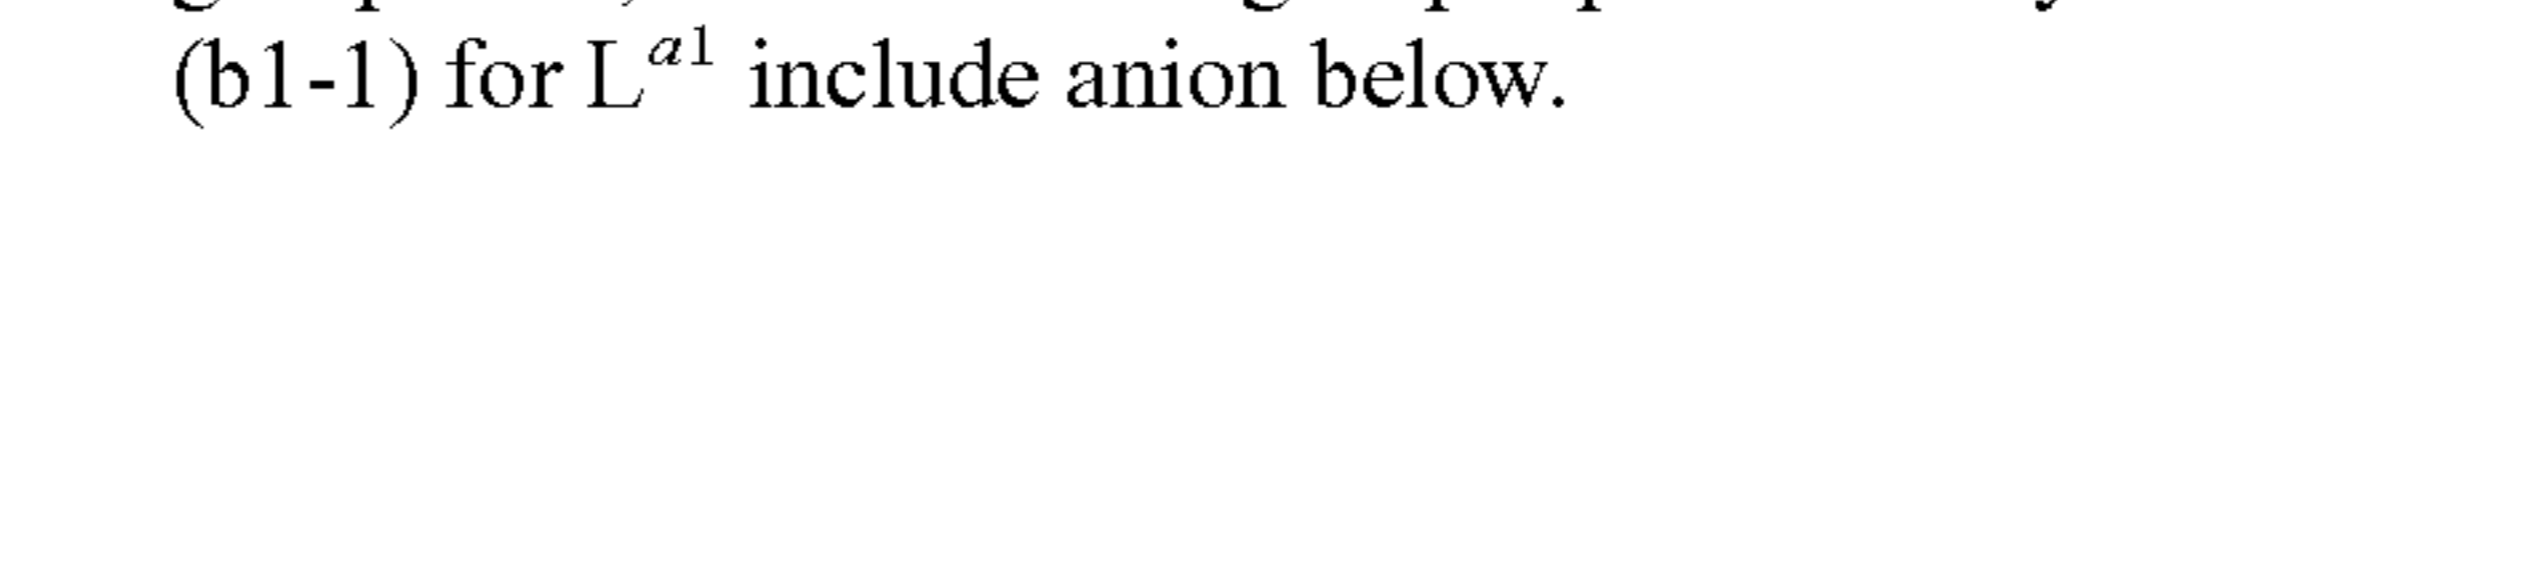 (b1-1) for L^a1 include anion below.